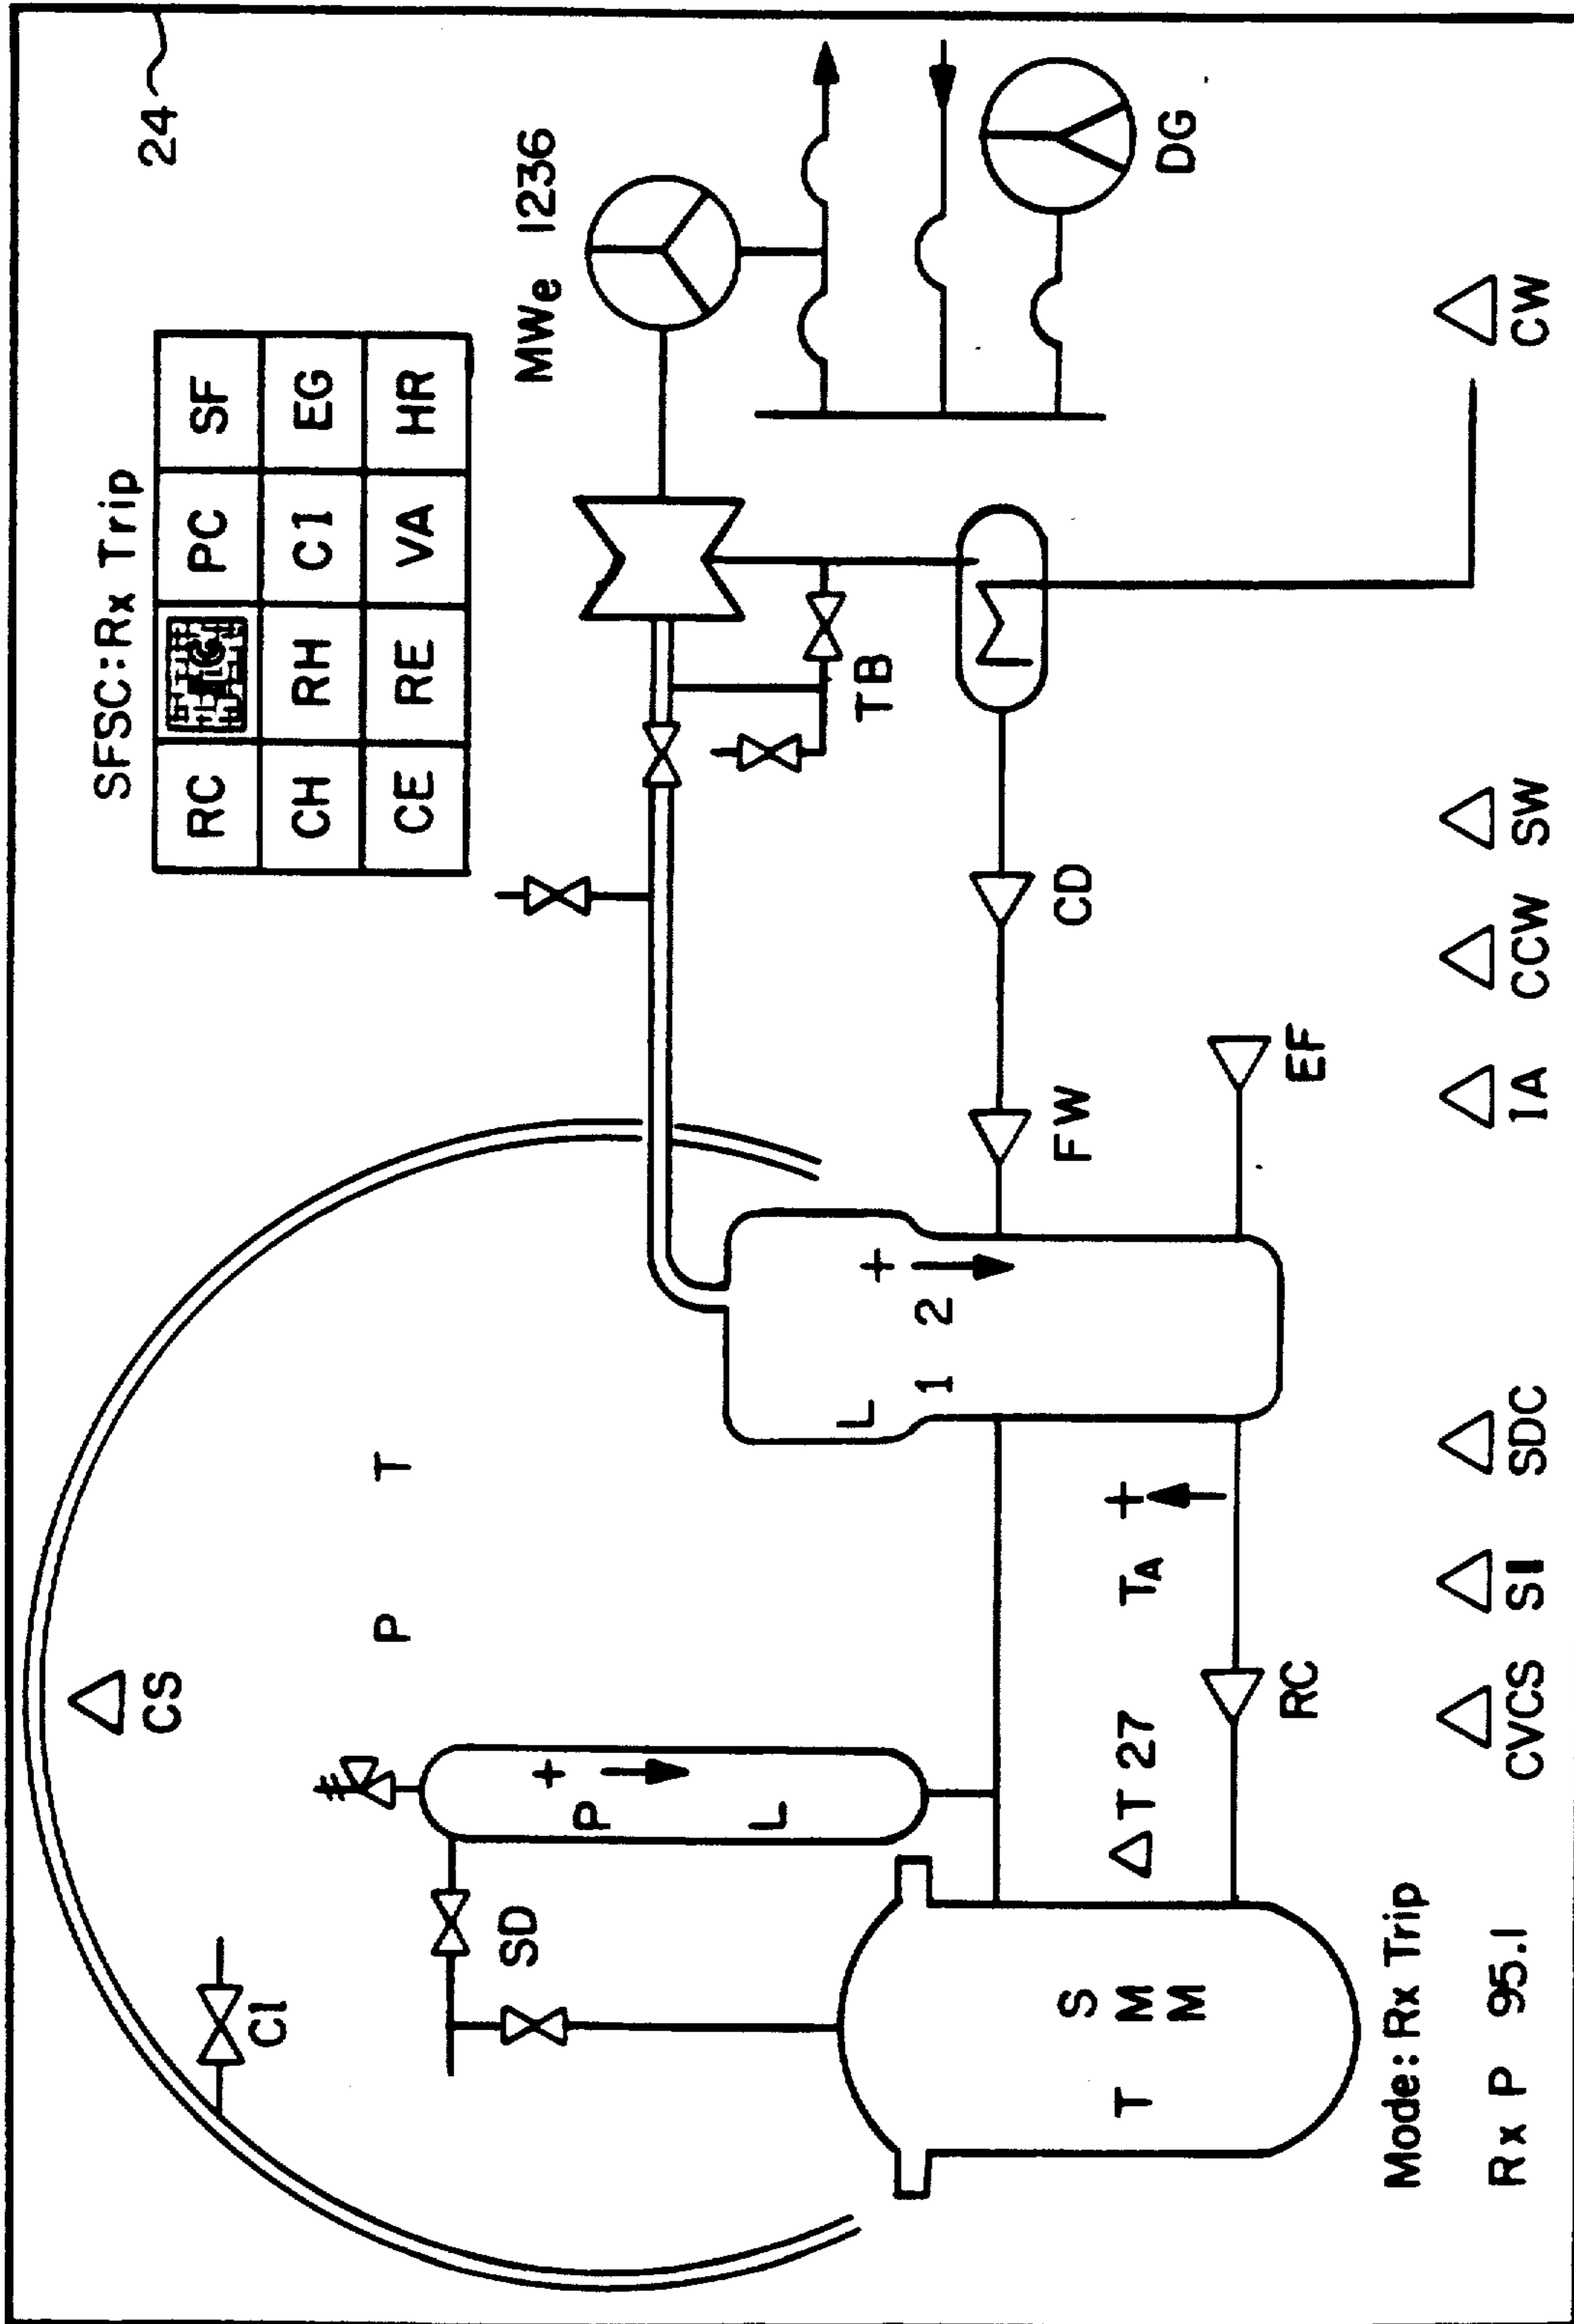 SFSC: Rx Trip
24
CS
RC PC SF
CH RH C1 EG
CE RE VA HR
C1
P T
SD
MWe 1236
P +
L
TB
DG
L +
1 2
CD
FW
S
T M
M
△T 27
TA +
RC
EF
Mode: Rx Trip
Rx P 95.1
CVCS SI SDC IA CCW SW CW